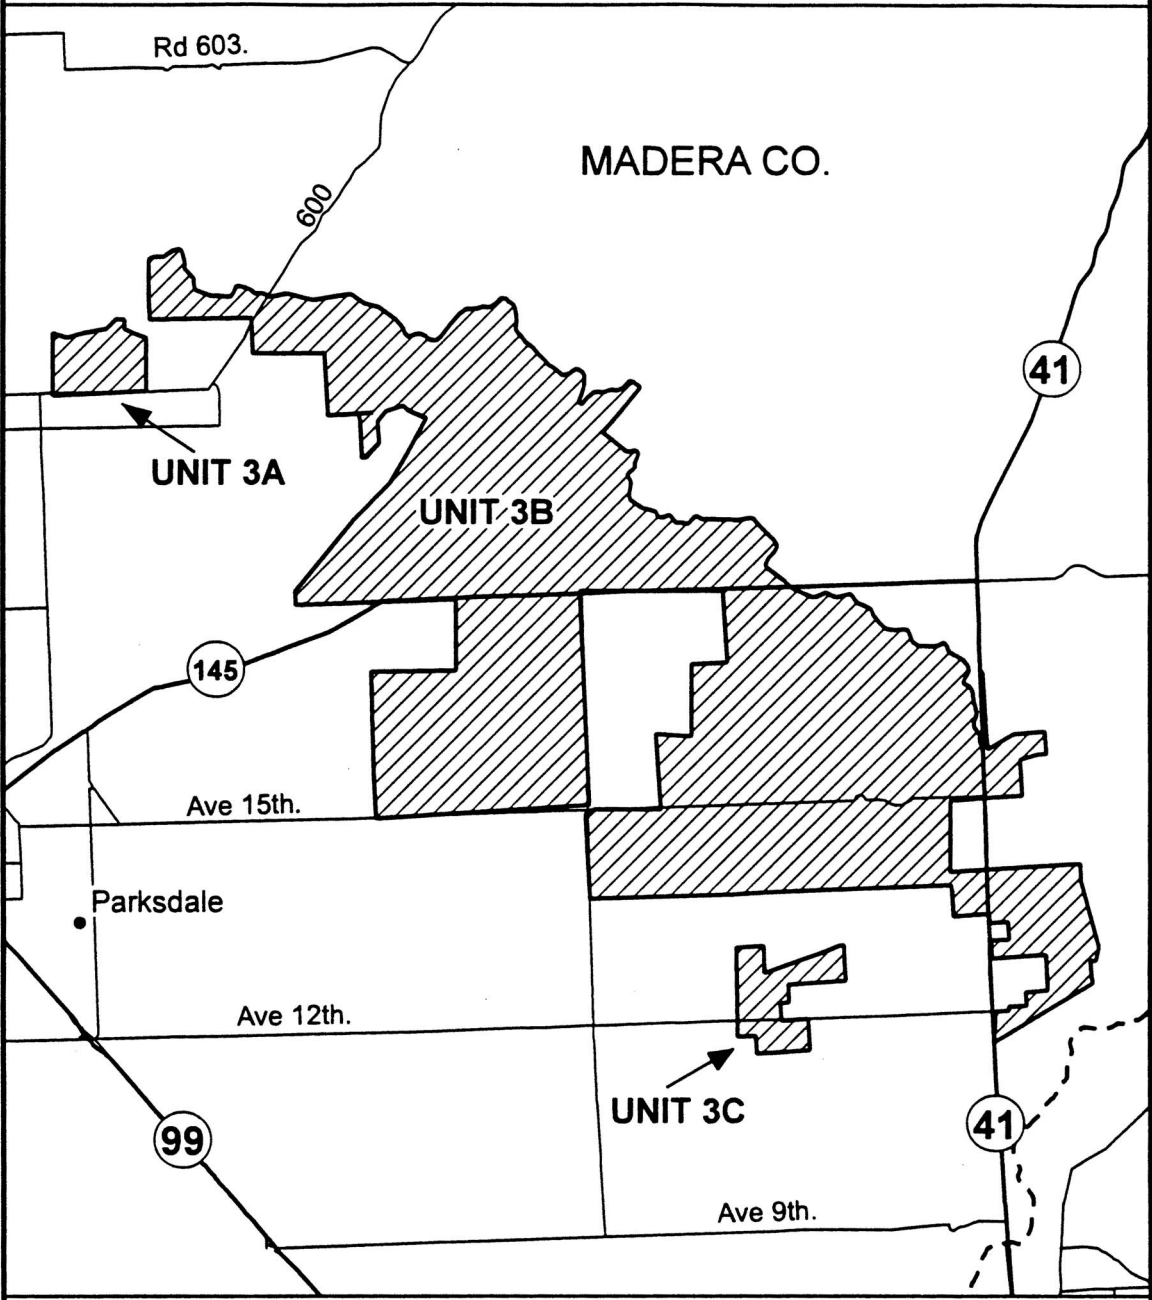 Rd 603.
MADERA CO.
600
41
UNIT 3A
UNIT 3B
145
Ave 15th.
Parksdale
Ave 12th.
UNIT 3C
41
99
Ave 9th.